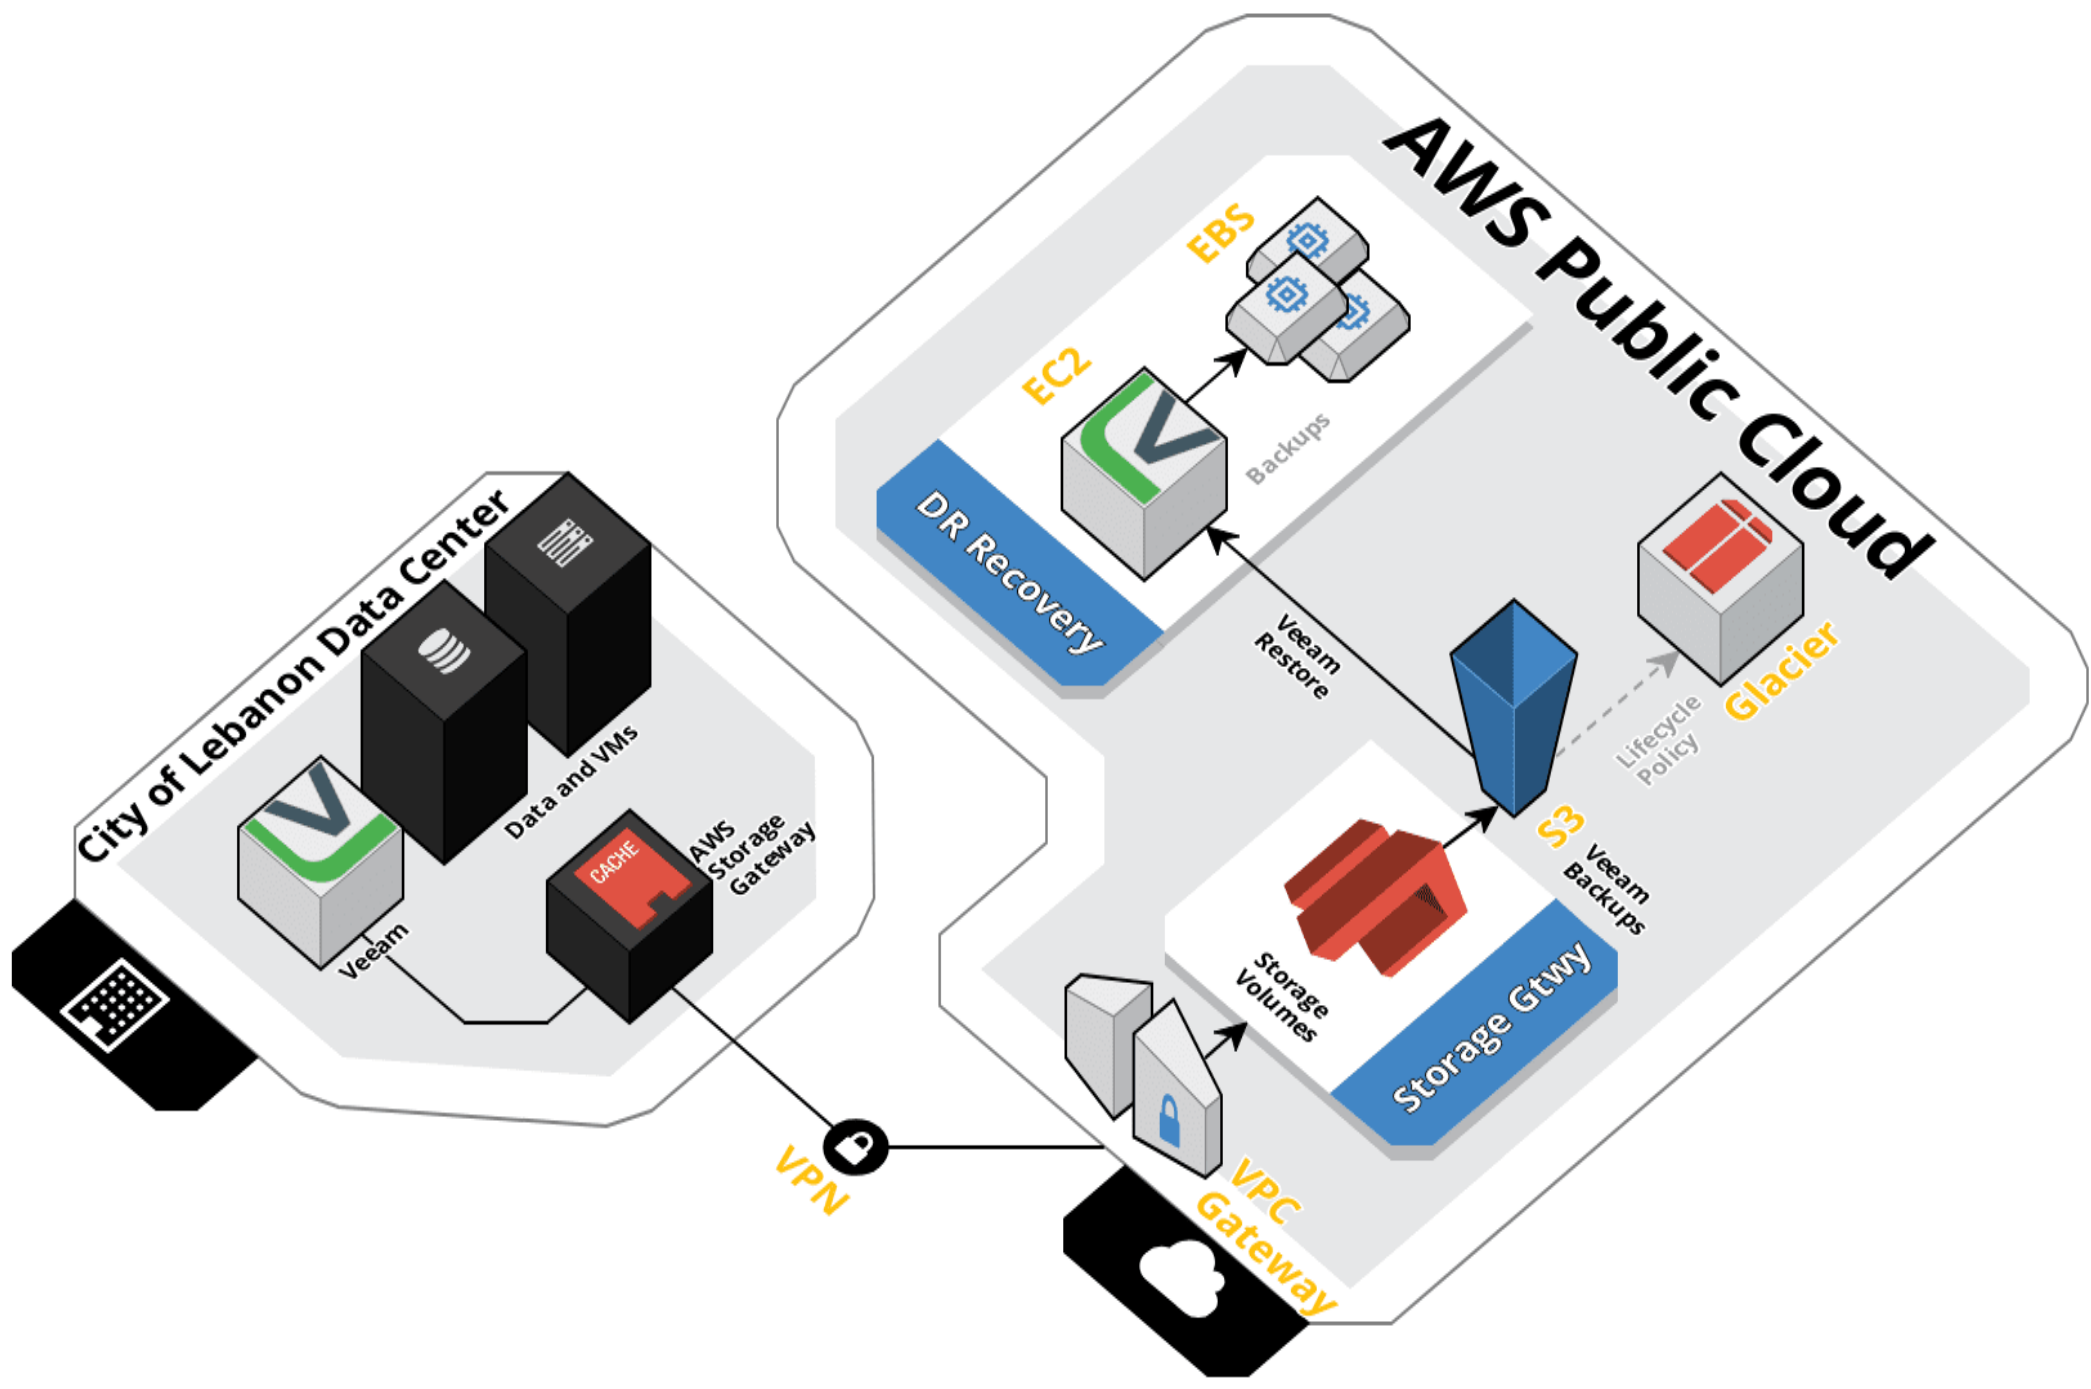 AWS Public Cloud
EBS
EC2
Backups
DR Recovery
Veeam
Restore
Glacier
Lifecycle
Policy
S3
Veeam
Backups
Storage
Volumes
Storage Gtwy
City of Lebanon Data Center
Data and VMs
Veeam
CACHE
AWS
Storage
Gateway
VPN
VPC
Gateway